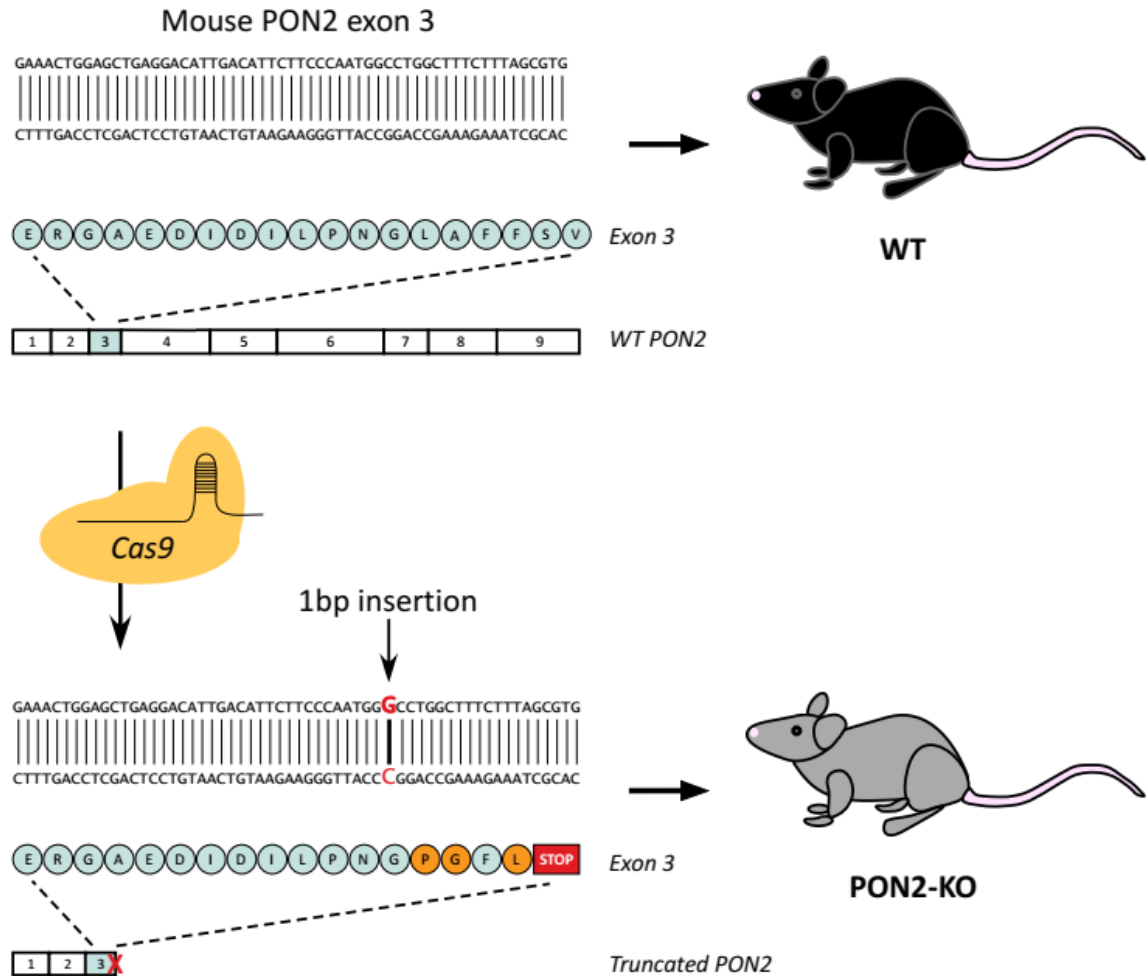 Mouse PON2 exon 3
GAAACTGGAGCTGAGGACATTGACATTCTTCCCAATGGCCTGGCTTTCTTTAGCGTG
CTTTGACCTCGACTCCTGTAACTGTAAGAAGGGTTACCGGACCGAAAGAAATCGCAC
E R G A E D I D I L P N G L A F F S V Exon 3
WT
1 2 3 4 5 6 7 8 9 WT PON2
Cas9
1bp insertion
GAAACTGGAGCTGAGGACATTGACATTCTTCCCAATGGGCCTGGCTTTCTTTAGCGTG
CTTTGACCTCGACTCCTGTAACTGTAAGAAGGGTTACCCGGACCGAAAGAAATCGCAC
E R G A E D I D I L P N G P G F L STOP Exon 3
PON2-KO
1 2 3 X Truncated PON2